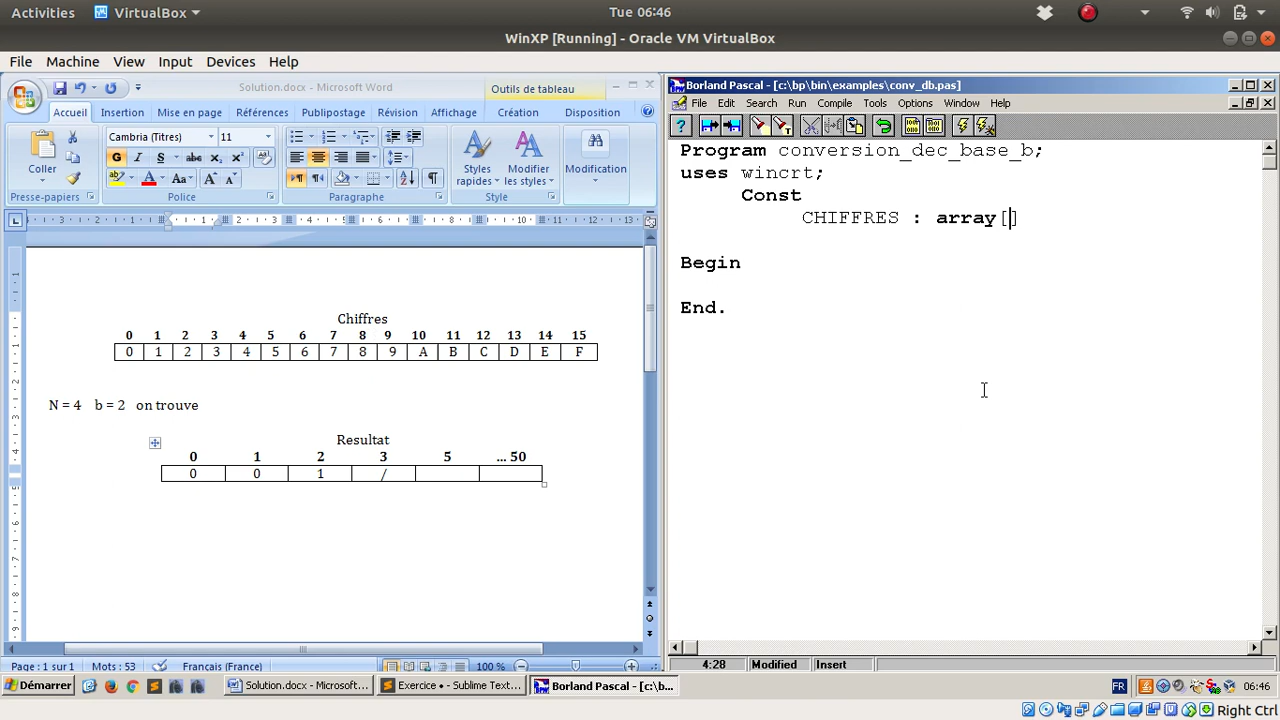 Activities VirtualBox Tue 06:46
WinXP [Running] - Oracle VM VirtualBox
File Machine View Input Devices Help
Solution.docx - Microsoft Word Outils de tableau
Accueil Insertion Mise en page Références Publipostage Révision Affichage Création Disposition
Cambria (Titres) 11
Coller
G I S abc x₂ x² Aa A A
Styles rapides Modifier les styles Modification
Presse-papiers Police Paragraphe Style
Chiffres
0 1 2 3 4 5 6 7 8 9 10 11 12 13 14 15
0 1 2 3 4 5 6 7 8 9 A B C D E F
N = 4 b = 2 on trouve
Resultat
0 1 2 3 5 ... 50
0 0 1 /
Page : 1 sur 1 Mots : 53 Français (France) 100 %
Borland Pascal - [c:\bp\bin\examples\conv_db.pas]
File Edit Search Run Compile Tools Options Window Help
Program conversion_dec_base_b;
uses wincrt;
Const
CHIFFRES : array[]
Begin
End.
4:28 Modified Insert
Démarrer Solution.docx - Microsoft... Exercice • - Sublime Text... Borland Pascal - [c:\b... FR 06:46
Right Ctrl